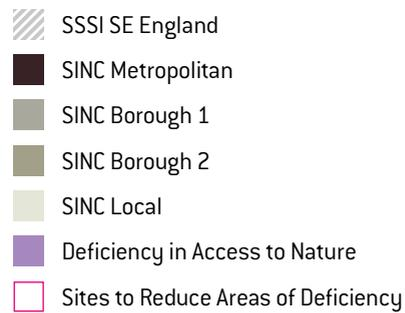 SSSI SE England
SINC Metropolitan
SINC Borough 1
SINC Borough 2
SINC Local
Deficiency in Access to Nature
Sites to Reduce Areas of Deficiency